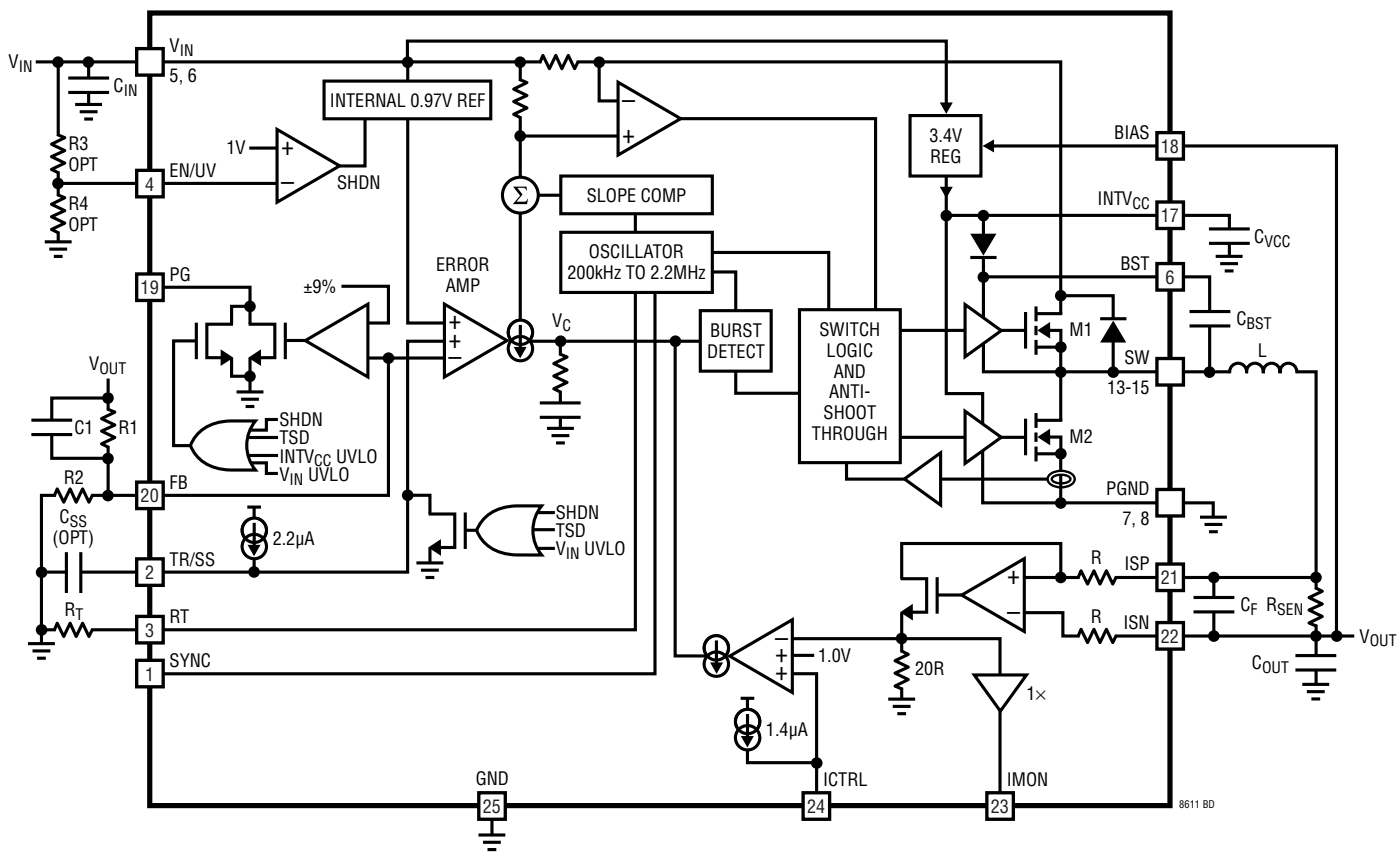 VIN
VIN
5, 6
CIN
R3
OPT
R4
OPT
4
EN/UV
1V
+
−
SHDN
INTERNAL 0.97V REF
−
+
Σ
SLOPE COMP
OSCILLATOR
200kHz TO 2.2MHz
3.4V
REG
BIAS
18
INTVCC
17
CVCC
BST
6
CBST
M1
SW
13-15
L
M2
PGND
7, 8
SWITCH
LOGIC
AND
ANTI-
SHOOT
THROUGH
BURST
DETECT
VC
ERROR
AMP
+
+
−
±9%
PG
19
VOUT
C1
R1
SHDN
TSD
INTVCC UVLO
VIN UVLO
R2
FB
20
CSS
(OPT)
2.2µA
TR/SS
2
SHDN
TSD
VIN UVLO
RT
RT
3
SYNC
1
R
ISP
21
+
−
R
ISN
22
CF
RSEN
VOUT
COUT
−
+
+
1.0V
20R
1×
1.4µA
GND
25
ICTRL
24
IMON
23
8611 BD